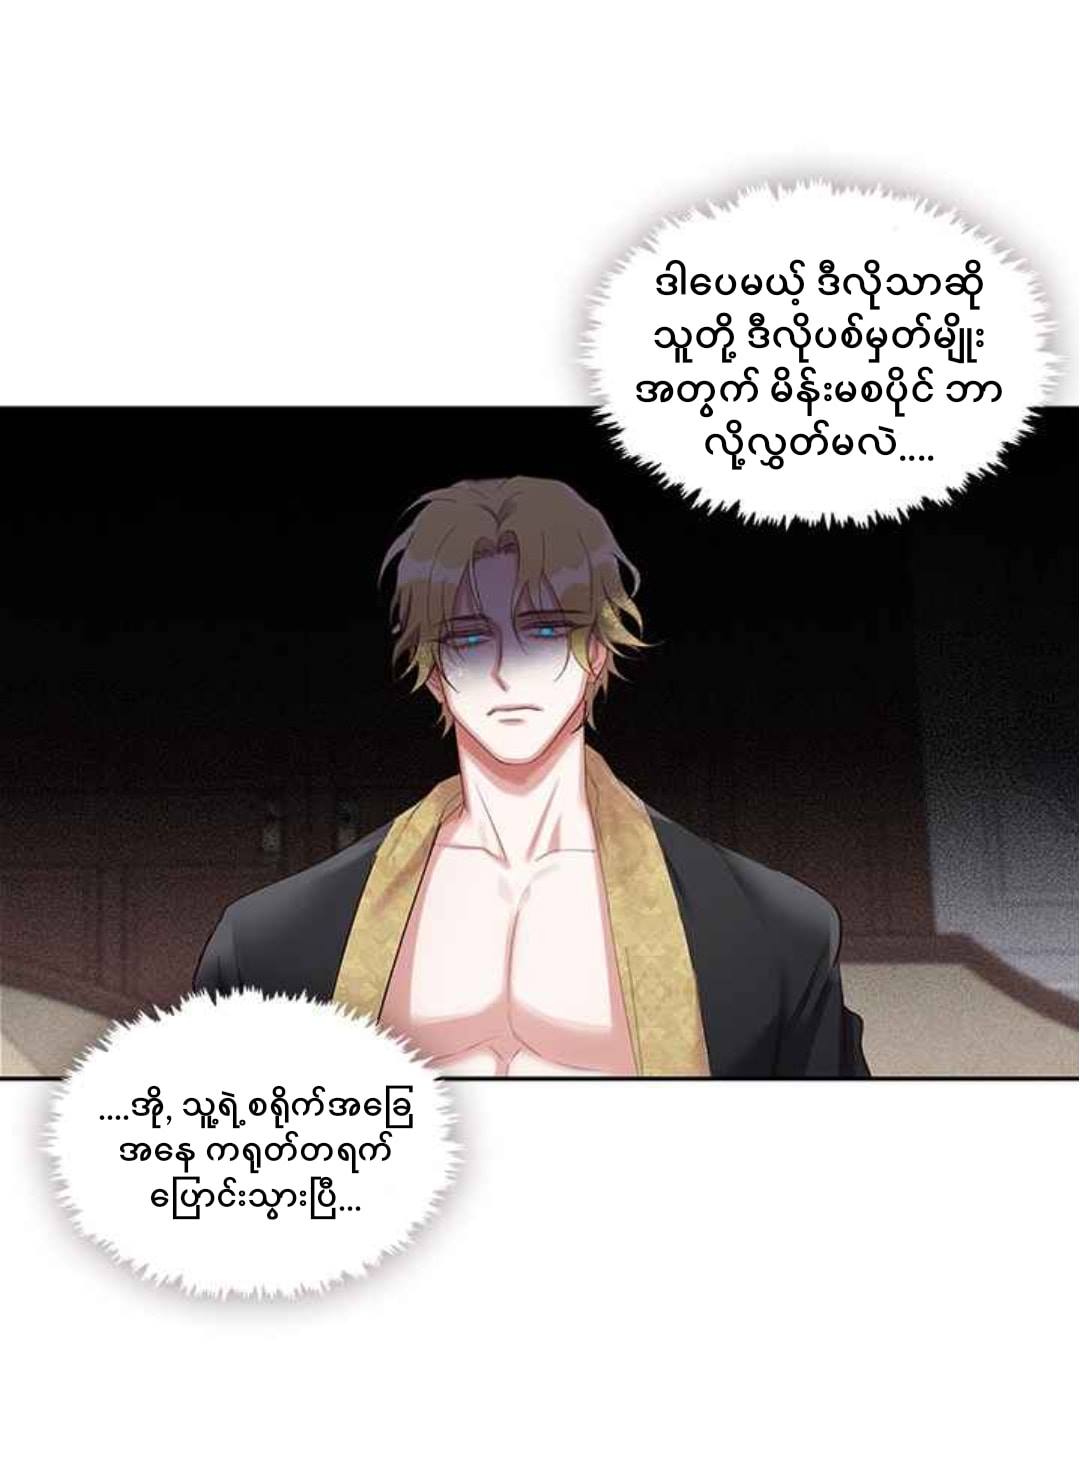 ဒါပေမယ့် ဒီလိုသာဆို
သူတို့ ဒီလိုပစ်မှတ်မျိုး
အတွက် မိန်းမစပိုင် ဘာ
လို့လွှတ်မလဲ....
....အို, သူ့ရဲ့စရိုက်အခြေ
အနေ ကရုတ်တရက်
ပြောင်းသွားပြီ...